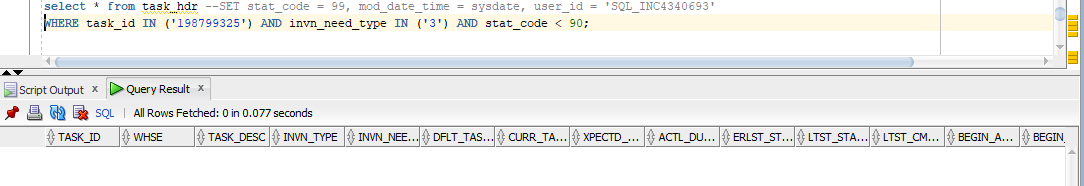 select * from task_hdr --SET stat_code = 99, mod_date_time = sysdate, user_id = 'SQL_INC4340693'
WHERE task_id IN ('198799325') AND invn_need_type IN ('3') AND stat_code < 90;
Script Output x Query Result x
SQL | All Rows Fetched: 0 in 0.077 seconds
TASK_ID WHSE TASK_DESC INVN_TYPE INVN_NEE... DFLT_TAS... CURR_TA... XPECTD_... ACTL_DU... ERLST_ST... LTST_STA... LTST_CM... BEGIN_A... BEGIN_